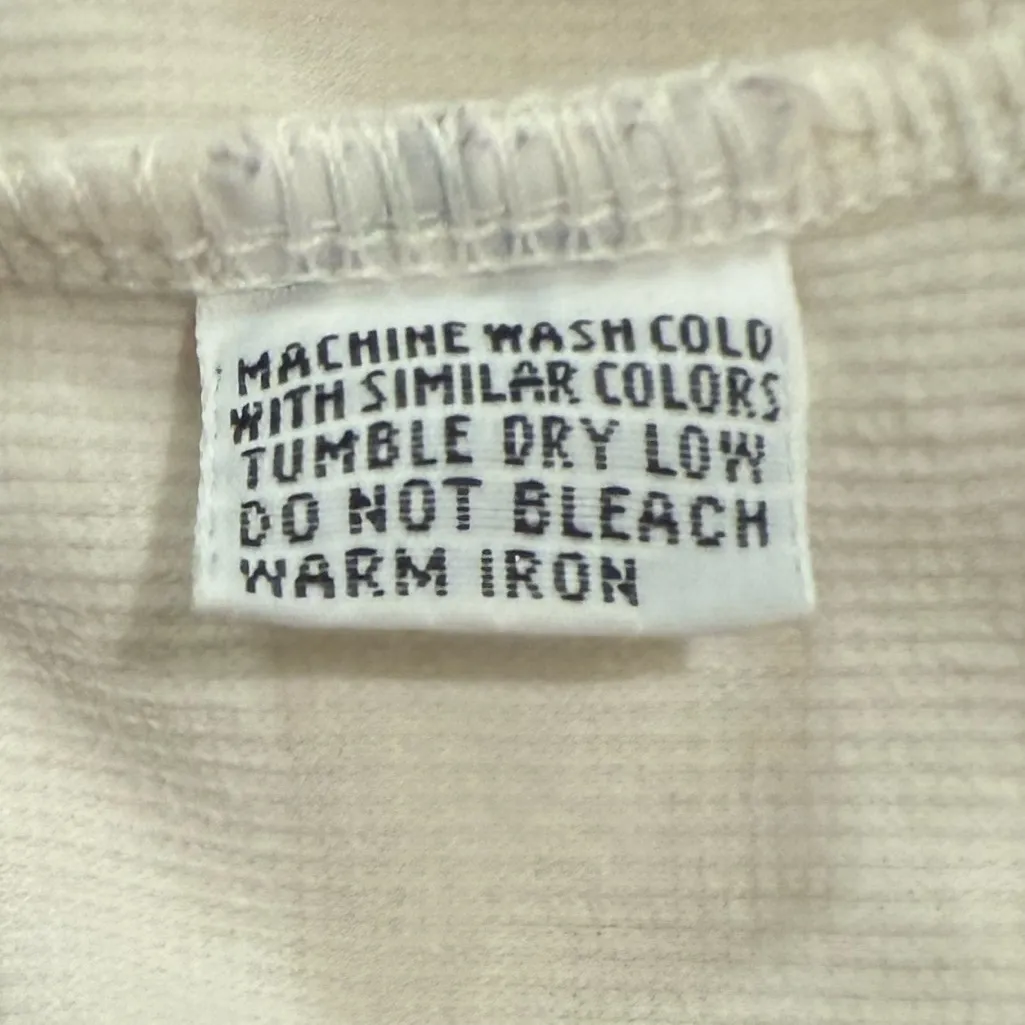 MACHINE WASH COLD
WITH SIMILAR COLORS
TUMBLE DRY LOW
DO NOT BLEACH
WARM IRON